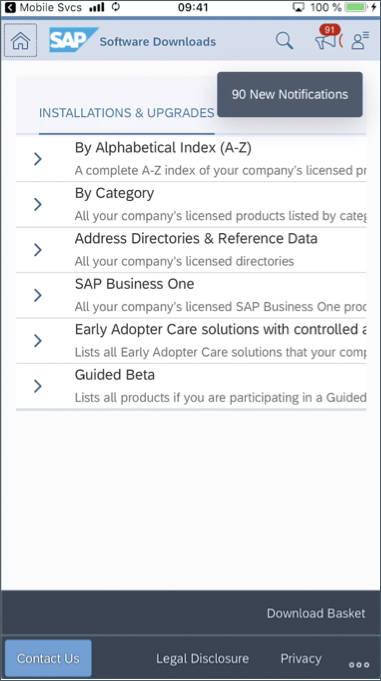 Mobile Svcs 09:41 100 %
SAP Software Downloads 91
90 New Notifications
INSTALLATIONS & UPGRADES
By Alphabetical Index (A-Z)
A complete A-Z index of your company's licensed pr
By Category
All your company's licensed products listed by categ
Address Directories & Reference Data
All your company's licensed directories
SAP Business One
All your company's licensed SAP Business One prod
Early Adopter Care solutions with controlled a
Lists all Early Adopter Care solutions that your comp
Guided Beta
Lists all products if you are participating in a Guided
Download Basket
Contact Us Legal Disclosure Privacy